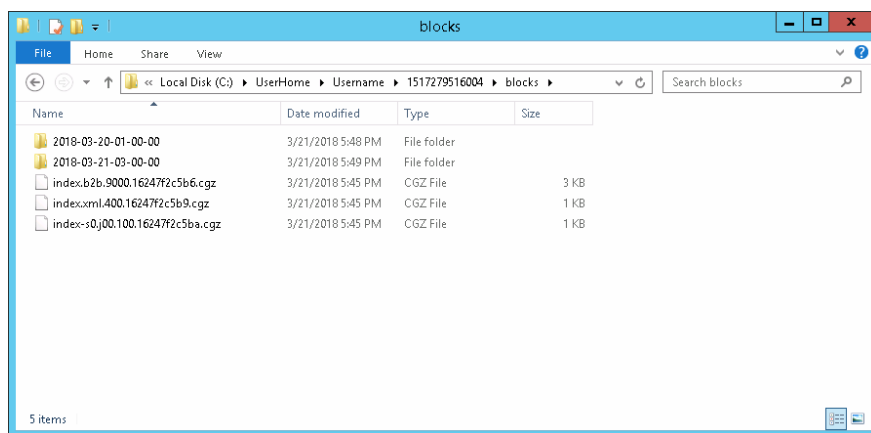 blocks
File Home Share View
« Local Disk (C:) UserHome Username 1517279516004 blocks Search blocks
Name Date modified Type Size
2018-03-20-01-00-00 3/21/2018 5:48 PM File folder
2018-03-21-03-00-00 3/21/2018 5:49 PM File folder
index.b2b.9000.16247f2c5b6.cgz 3/21/2018 5:45 PM CGZ File 3 KB
index.xml.400.16247f2c5b9.cgz 3/21/2018 5:45 PM CGZ File 1 KB
index-s0.j00.100.16247f2c5ba.cgz 3/21/2018 5:45 PM CGZ File 1 KB
5 items